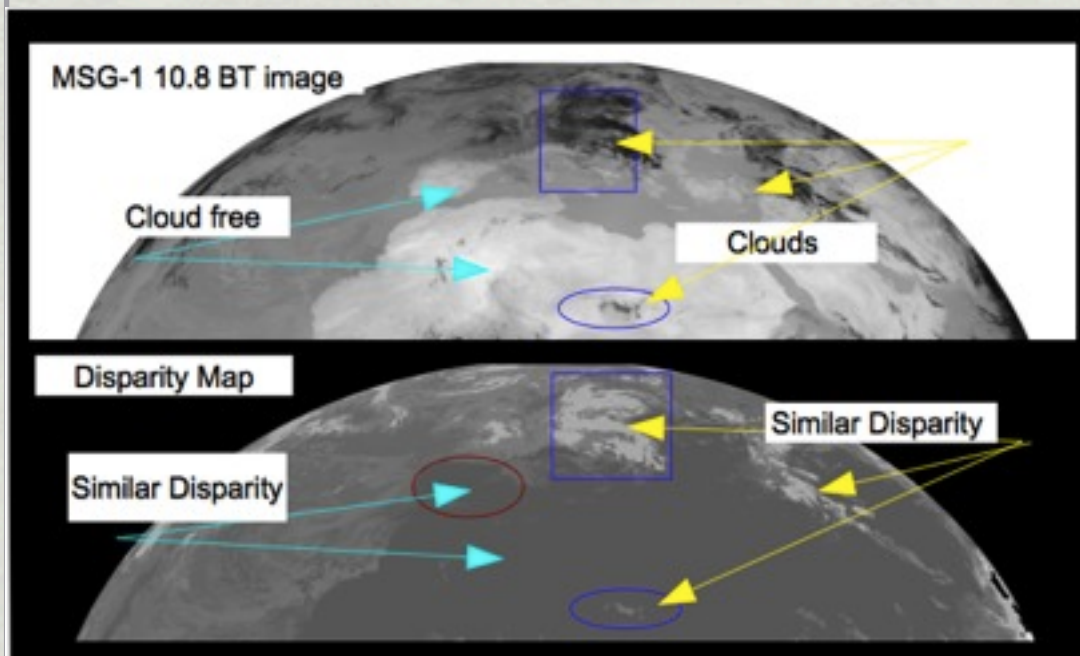 MSG-1 10.8 BT image
Cloud free
Clouds
Disparity Map
Similar Disparity
Similar Disparity